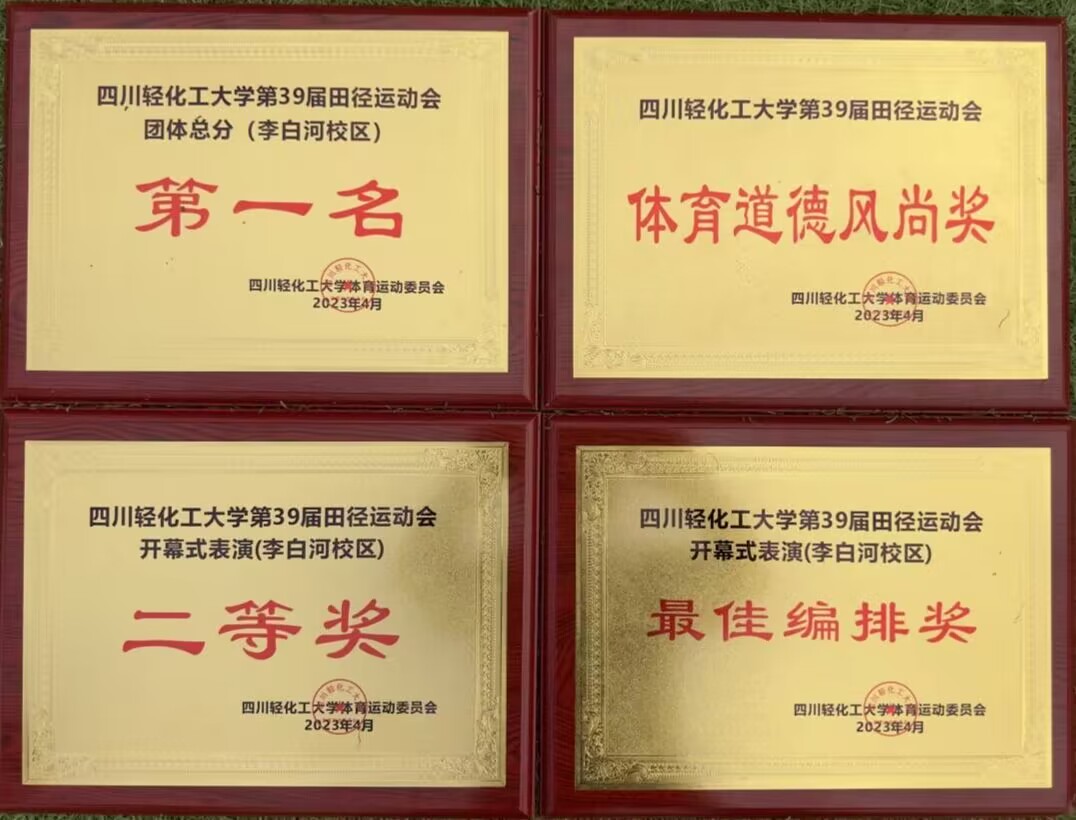 四川轻化工大学第39届田径运动会
团体总分（李白河校区）
第一名
四川轻化工大学体育运动委员会
2023年4月
四川轻化工大学第39届田径运动会
体育道德风尚奖
四川轻化工大学体育运动委员会
2023年4月
四川轻化工大学第39届田径运动会
开幕式表演(李白河校区)
二等奖
四川轻化工大学体育运动委员会
2023年4月
四川轻化工大学第39届田径运动会
开幕式表演(李白河校区)
最佳编排奖
四川轻化工大学体育运动委员会
2023年4月